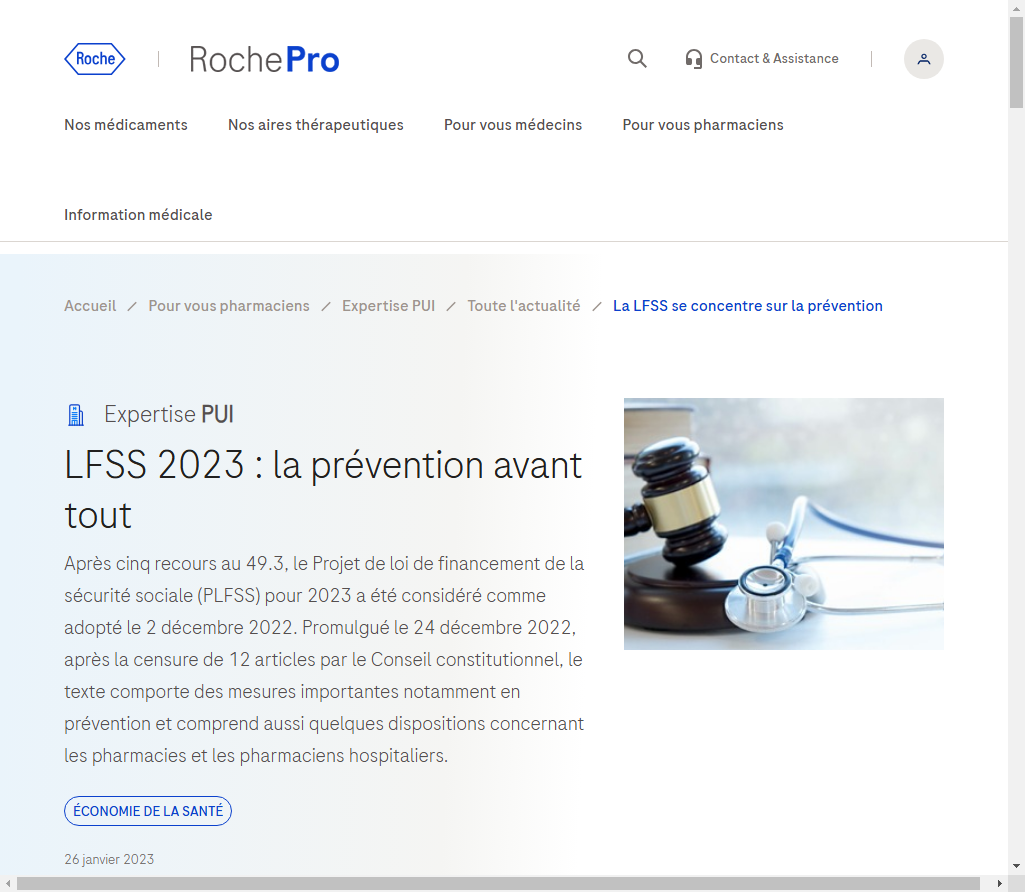 Roche
RochePro
Contact & Assistance
Nos médicaments
Nos aires thérapeutiques
Pour vous médecins
Pour vous pharmaciens
Information médicale
Accueil / Pour vous pharmaciens / Expertise PUI / Toute l'actualité / La LFSS se concentre sur la prévention
Expertise PUI
LFSS 2023 : la prévention avant
tout
Après cinq recours au 49.3, le Projet de loi de financement de la
sécurité sociale (PLFSS) pour 2023 a été considéré comme
adopté le 2 décembre 2022. Promulgué le 24 décembre 2022,
après la censure de 12 articles par le Conseil constitutionnel, le
texte comporte des mesures importantes notamment en
prévention et comprend aussi quelques dispositions concernant
les pharmacies et les pharmaciens hospitaliers.
ÉCONOMIE DE LA SANTÉ
26 janvier 2023